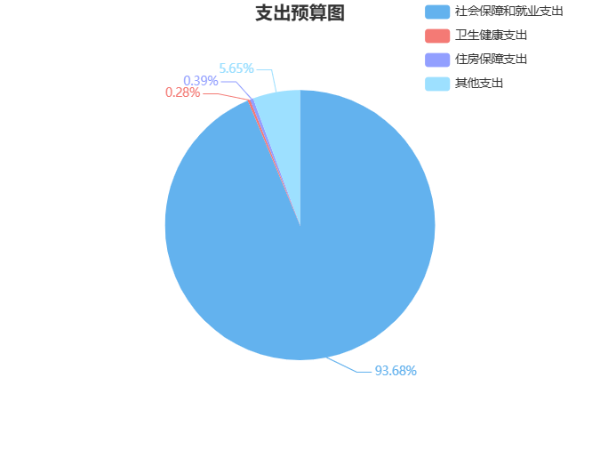 支出预算图
社会保障和就业支出
卫生健康支出
住房保障支出
其他支出
5.65%
0.39%
0.28%
93.68%